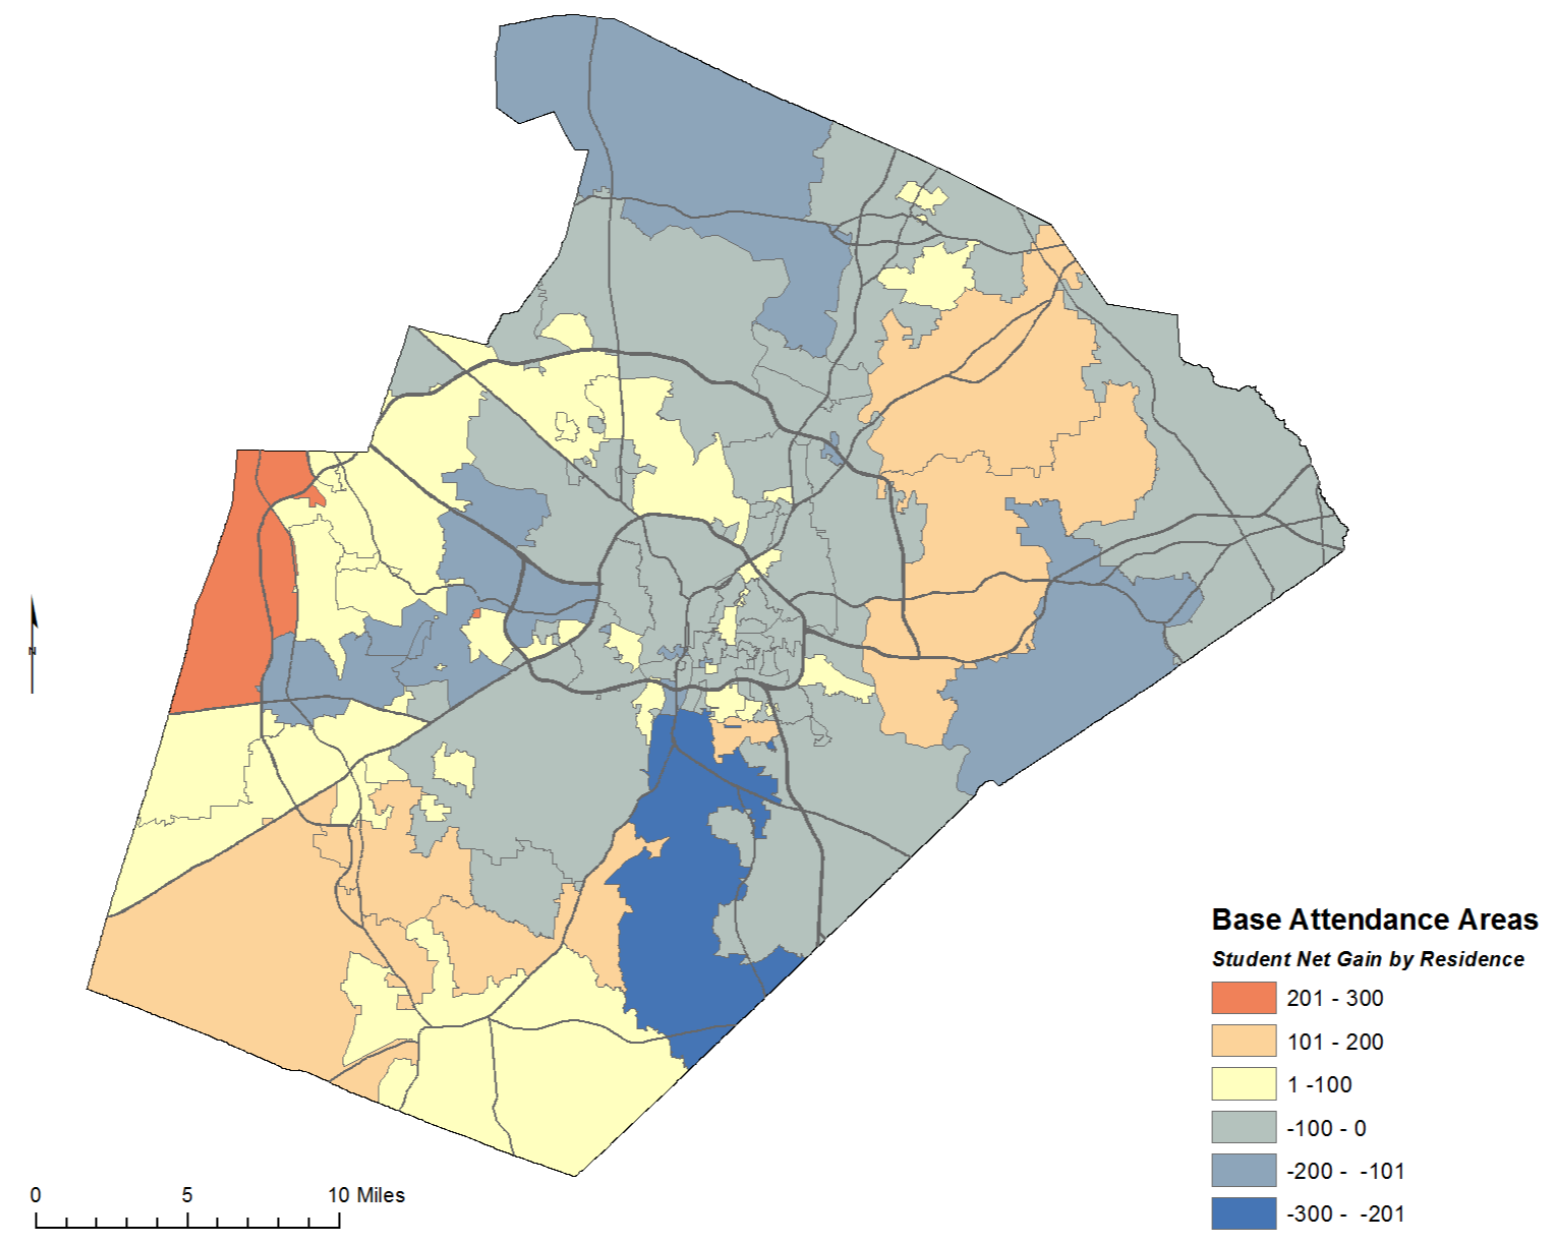 N
Base Attendance Areas
Student Net Gain by Residence
201 - 300
101 - 200
1 -100
-100 - 0
-200 - -101
-300 - -201
0 5 10 Miles